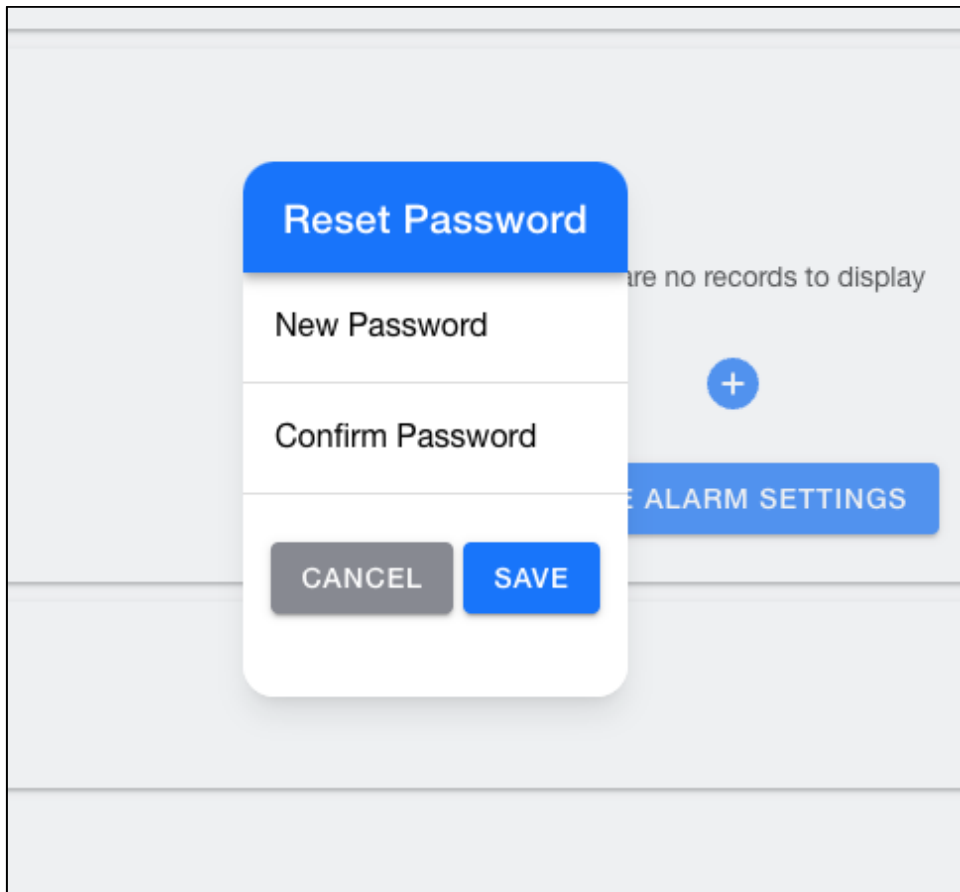 Reset Password
are no records to display
New Password
+
Confirm Password
ALARM SETTINGS
CANCEL SAVE